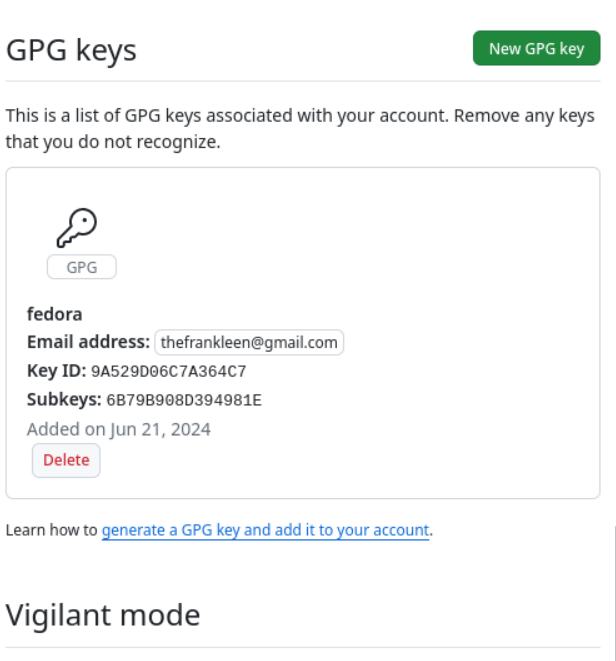 GPG keys
New GPG key
This is a list of GPG keys associated with your account. Remove any keys
that you do not recognize.
GPG
fedora
Email address: thefrankleen@gmail.com
Key ID: 9A529D06C7A364C7
Subkeys: 6B79B908D394981E
Added on Jun 21, 2024
Delete
Learn how to generate a GPG key and add it to your account.
Vigilant mode